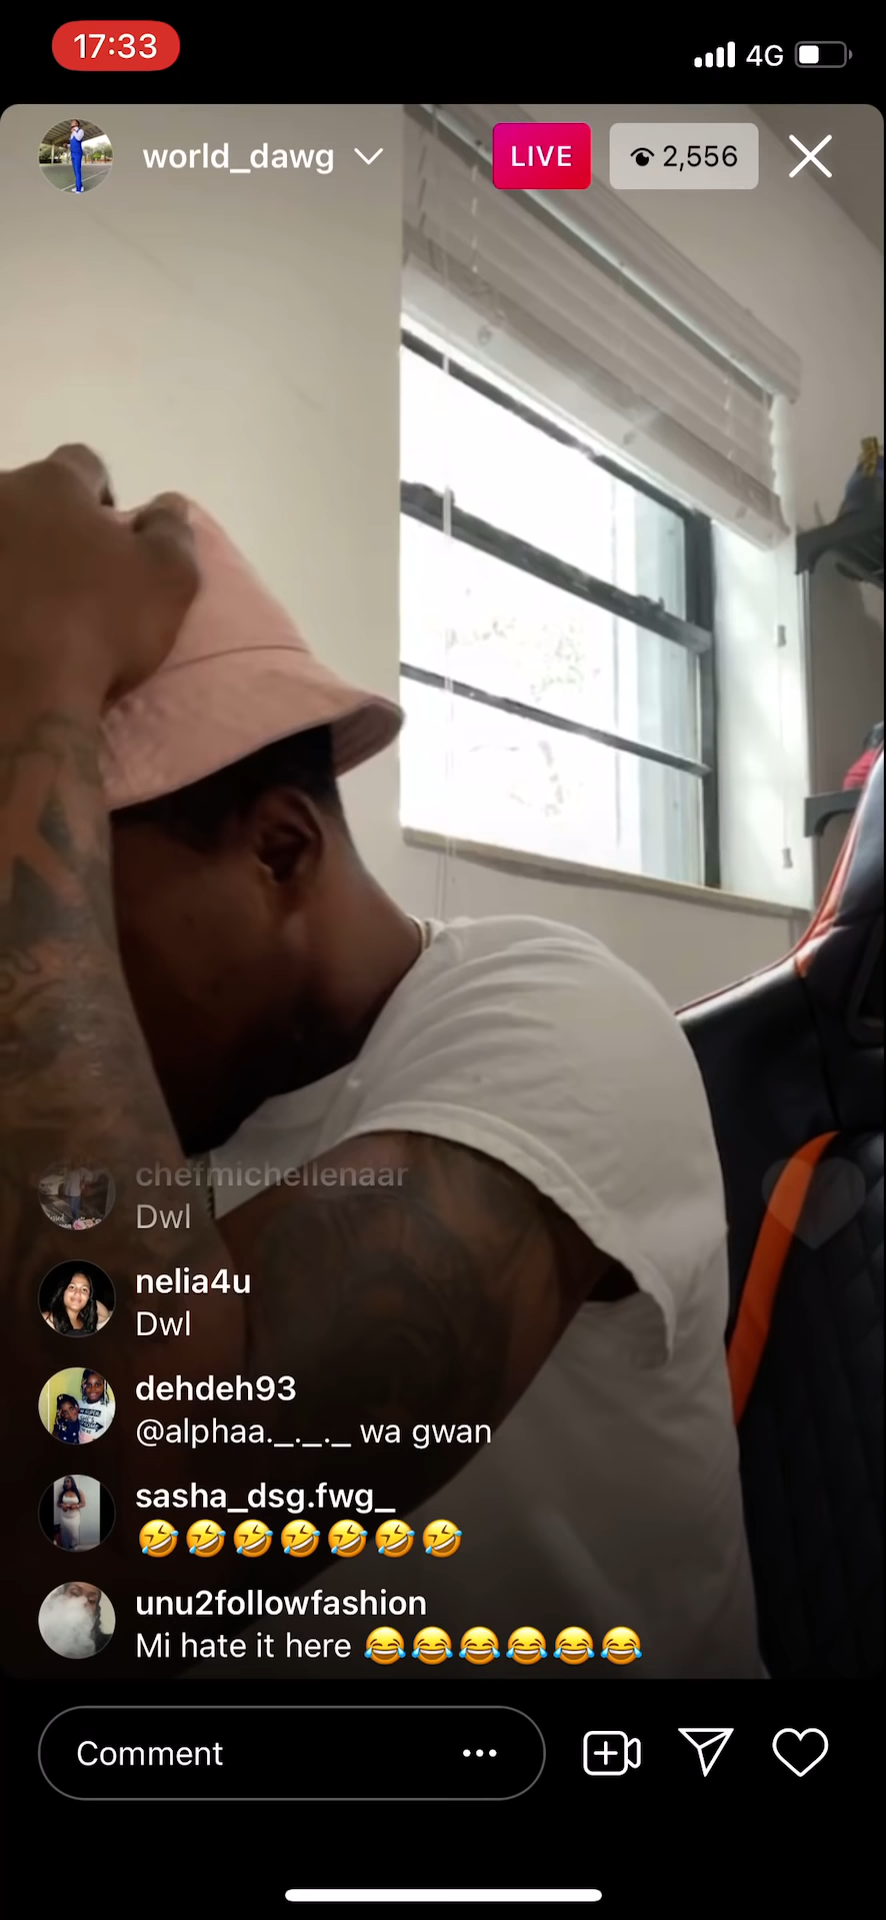 17:33
4G
world_dawg
LIVE
2,556
chefmichellenaar
Dwl
nelia4u
Dwl
dehdeh93
@alphaa._._._ wa gwan
sasha_dsg.fwg_
🤣🤣🤣🤣🤣🤣🤣
unu2followfashion
Mi hate it here 😂😂😂😂😂😂
Comment